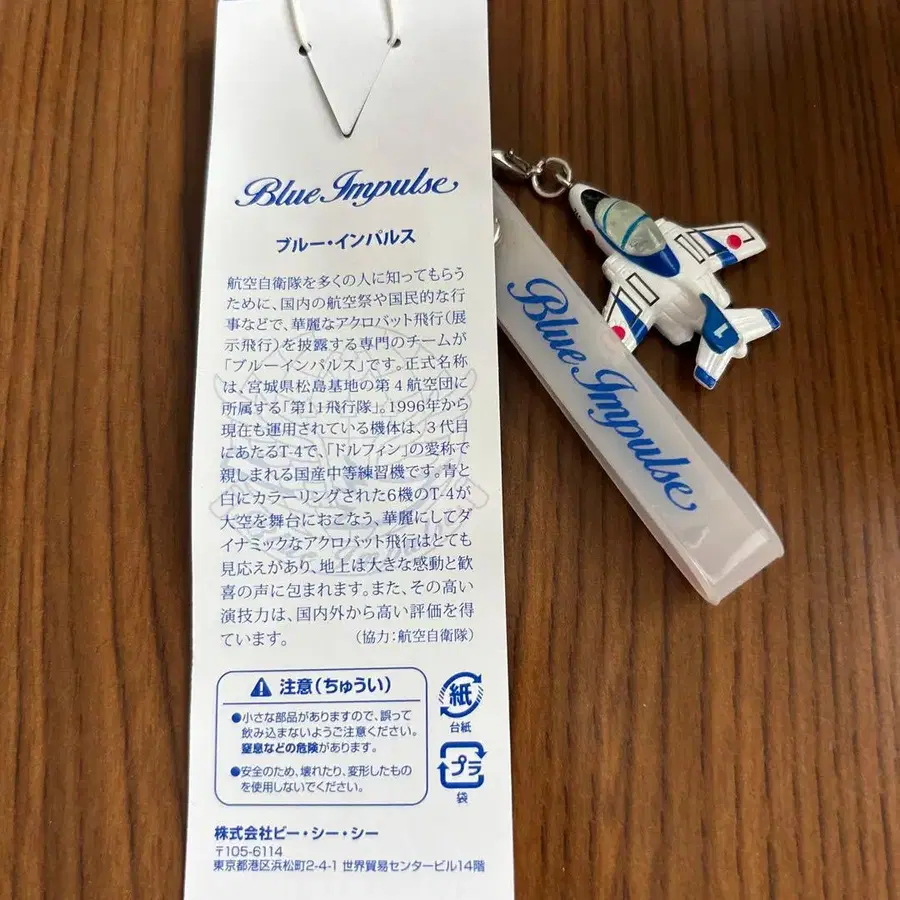 Blue Impulse
ブルー・インパルス
航空自衛隊を多くの人に知ってもらう
ために、国内の航空祭や国民的な行
事などで、華麗なアクロバット飛行(展
示飛行)を披露する専門のチームが
「ブルーインパルス」です。正式名称
は、宮城県松島基地の第4航空団に
所属する「第11飛行隊」。1996年から
現在も運用されている機体は、3代目
にあたるT-4で、「ドルフィン」の愛称で
親しまれる国産中等練習機です。青と
白にカラーリングされた6機のT-4が
大空を舞台におこなう、華麗にしてダ
イナミックなアクロバット飛行はとても
見応えがあり、地上は大きな感動と歓
喜の声に包まれます。また、その高い
演技力は、国内外から高い評価を得
ています。 (協力:航空自衛隊)
注意(ちゅうい)
●小さな部品がありますので、誤って
飲み込まないようご注意ください。
窒息などの危険があります。
●安全のため、壊れたり、変形したもの
を使用しないでください。
紙
台紙
プラ
袋
株式会社ビー・シー・シー
〒105-6114
東京都港区浜松町2-4-1 世界貿易センタービル14階
Blue Impulse
1